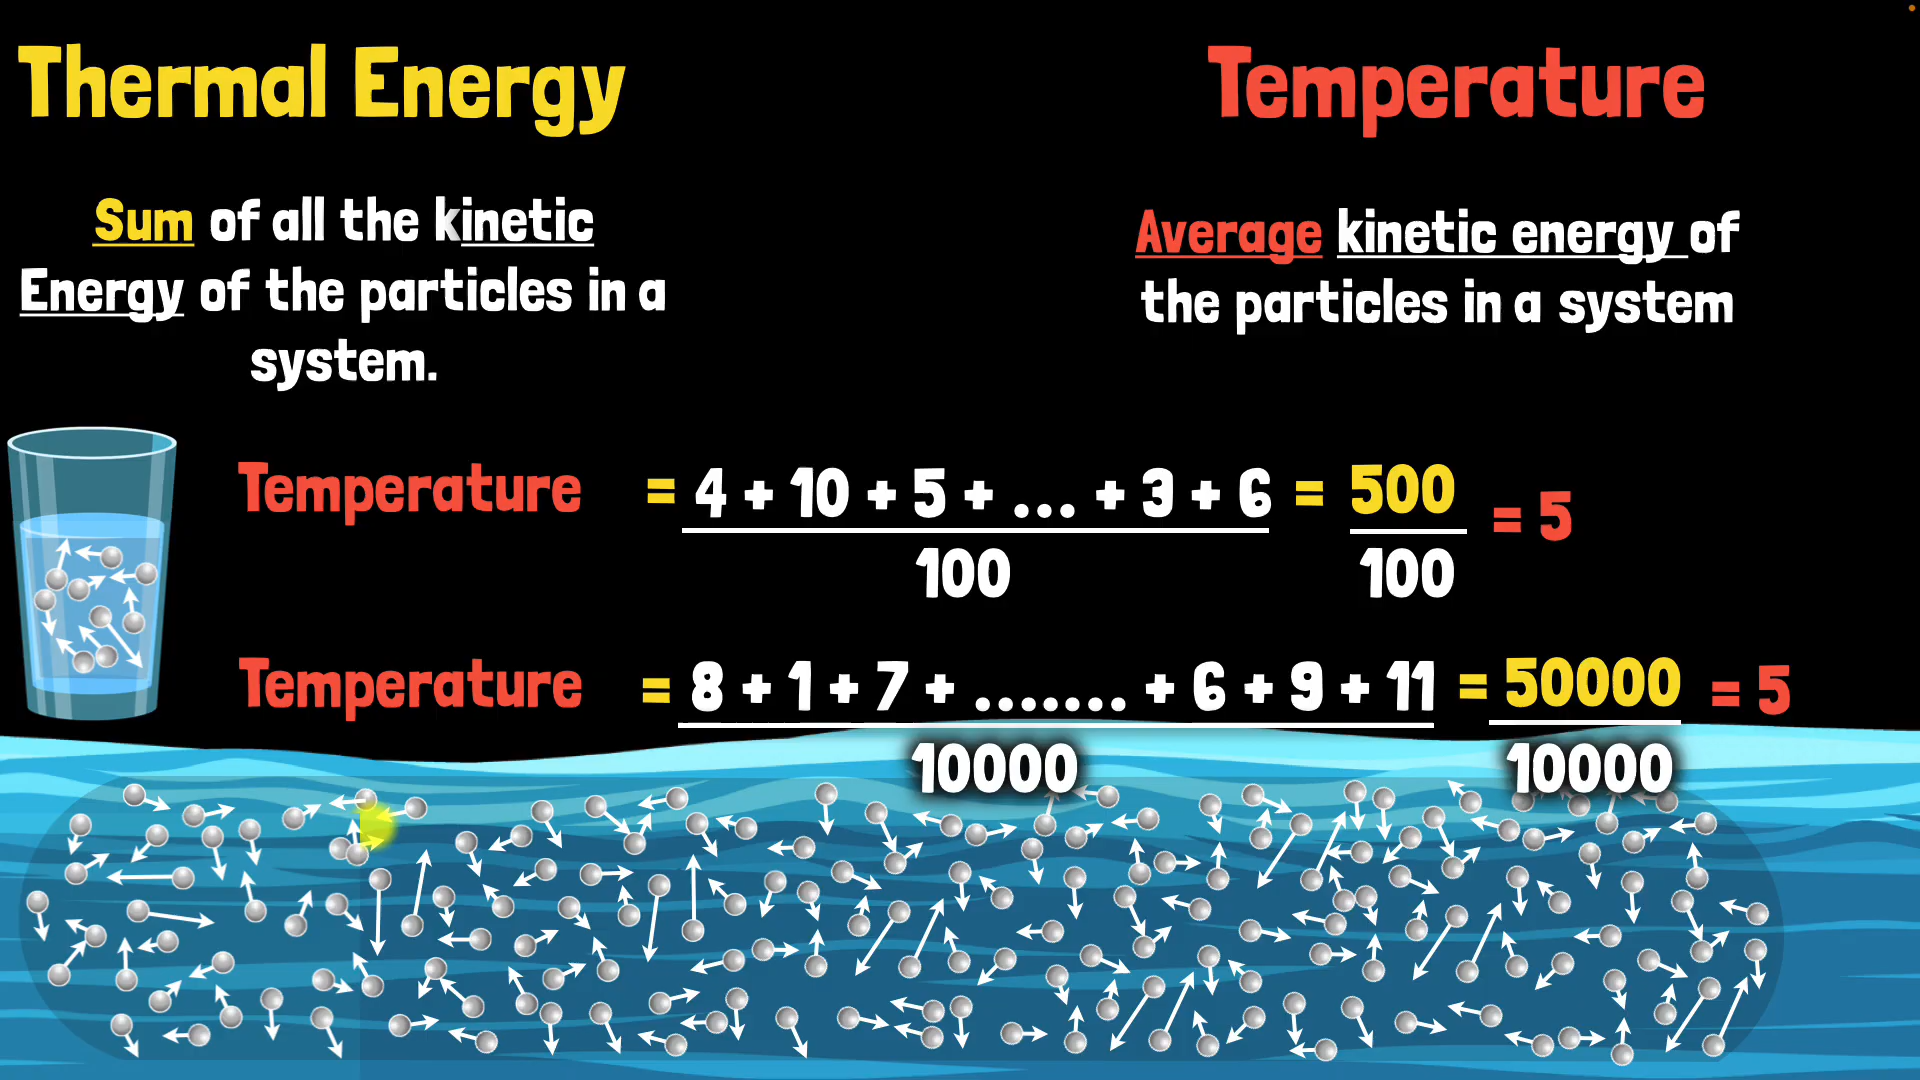 Thermal Energy
Temperature
Sum of all the kinetic
Energy of the particles in a
system.
Average kinetic energy of
the particles in a system
Temperature = 4 + 10 + 5 + ... + 3 + 6 = 500 = 5
100 100
Temperature = 8 + 1 + 7 + ....... + 6 + 9 + 11 = 50000 = 5
10000 10000